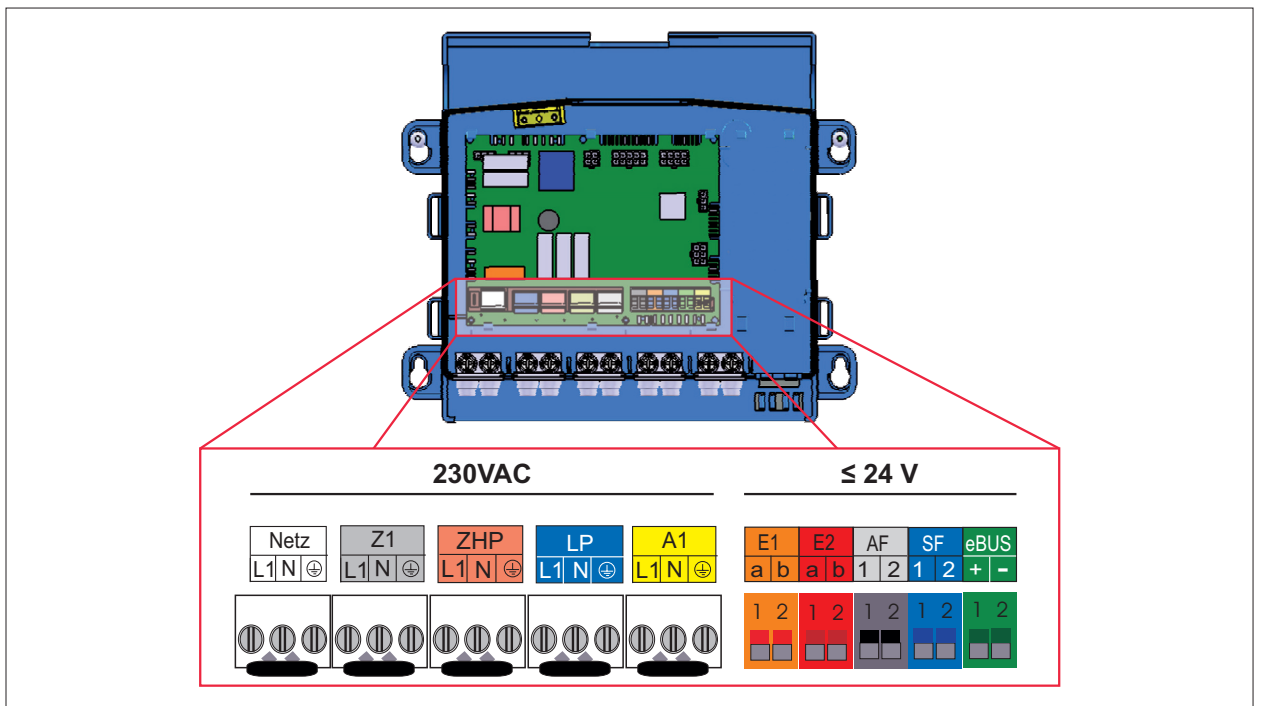 230VAC ≤ 24 V
Netz Z1 ZHP LP A1 E1 E2 AF SF eBUS
L1 N ⏚ L1 N ⏚ L1 N ⏚ L1 N ⏚ L1 N ⏚ a b a b 1 2 1 2 + -
1 2 1 2 1 2 1 2 1 2